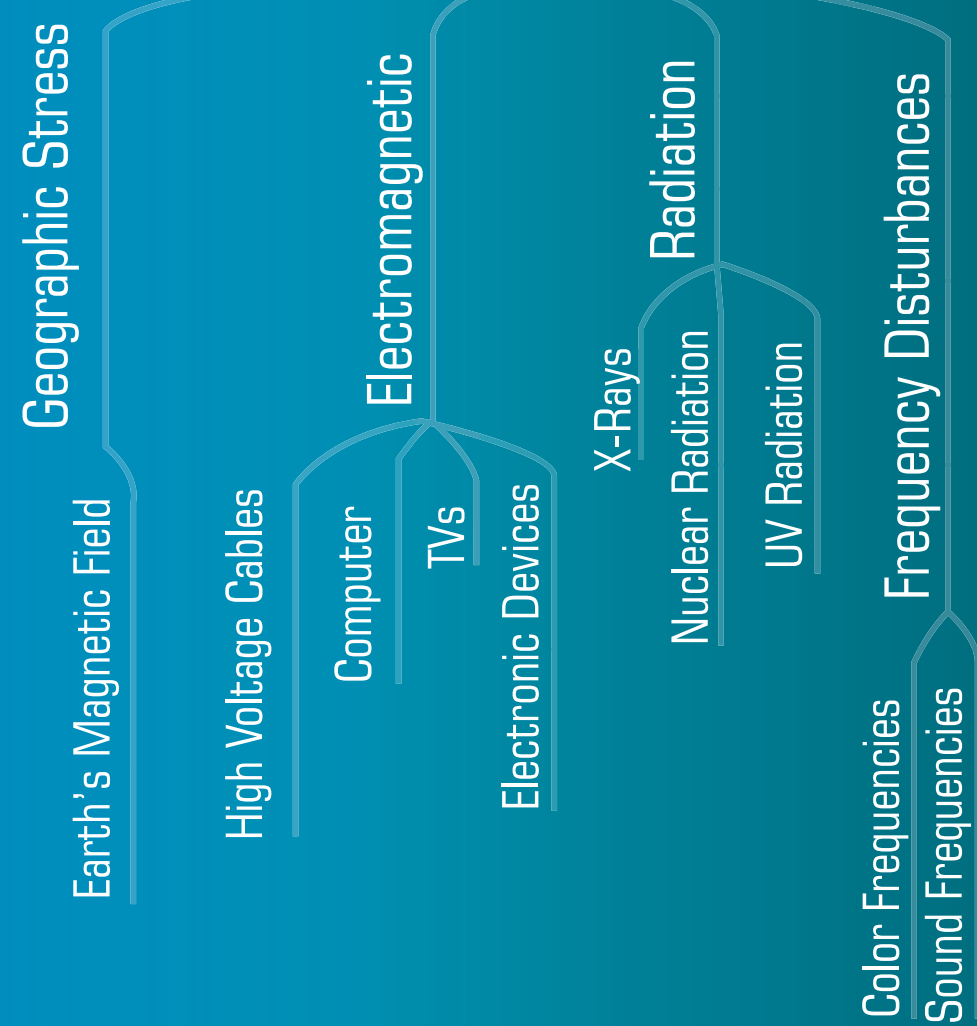 Geographic Stress
Earth's Magnetic Field
Electromagnetic
High Voltage Cables
Computer
TVs
Electronic Devices
Radiation
X-Rays
Nuclear Radiation
UV Radiation
Frequency Disturbances
Color Frequencies
Sound Frequencies